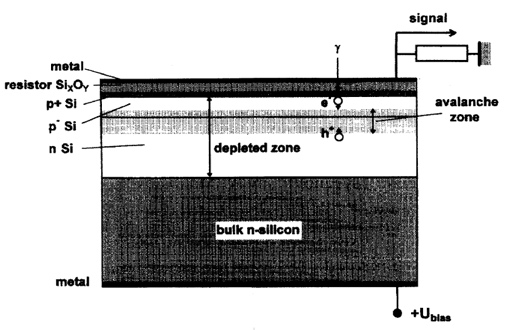 signal
γ
metal
resistor SiXOY
p+ Si
p- Si
n Si
e-
h+
avalanche
zone
depleted zone
bulk n-silicon
metal
+Ubias